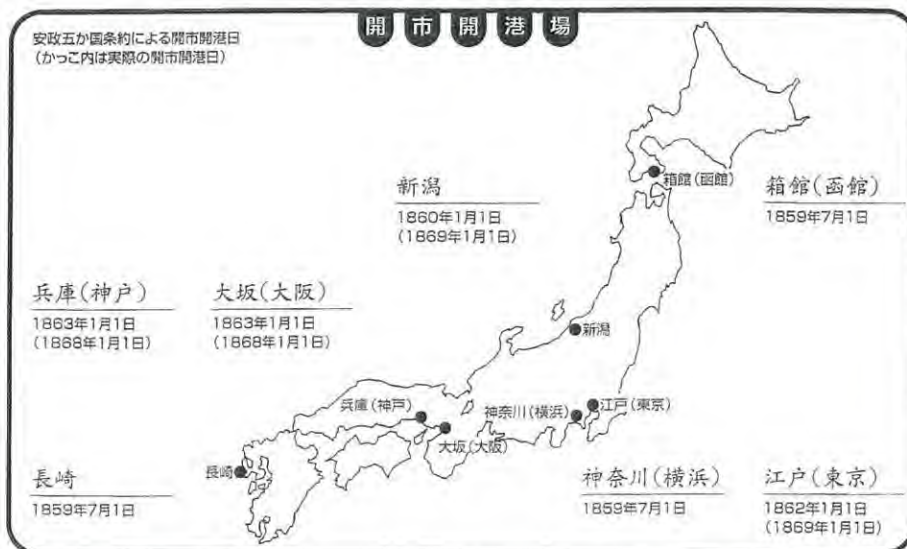 開市開港場
安政五か国条約による開市開港日
(かっこ内は実際の開市開港日)
箱館(函館)
新潟
1860年1月1日
(1869年1月1日)
箱館(函館)
1859年7月1日
兵庫(神戸)
1863年1月1日
(1868年1月1日)
大坂(大阪)
1863年1月1日
(1868年1月1日)
新潟
兵庫(神戸)
神奈川(横浜)
江戸(東京)
大坂(大阪)
長崎
長崎
1859年7月1日
神奈川(横浜)
1859年7月1日
江戸(東京)
1862年1月1日
(1869年1月1日)